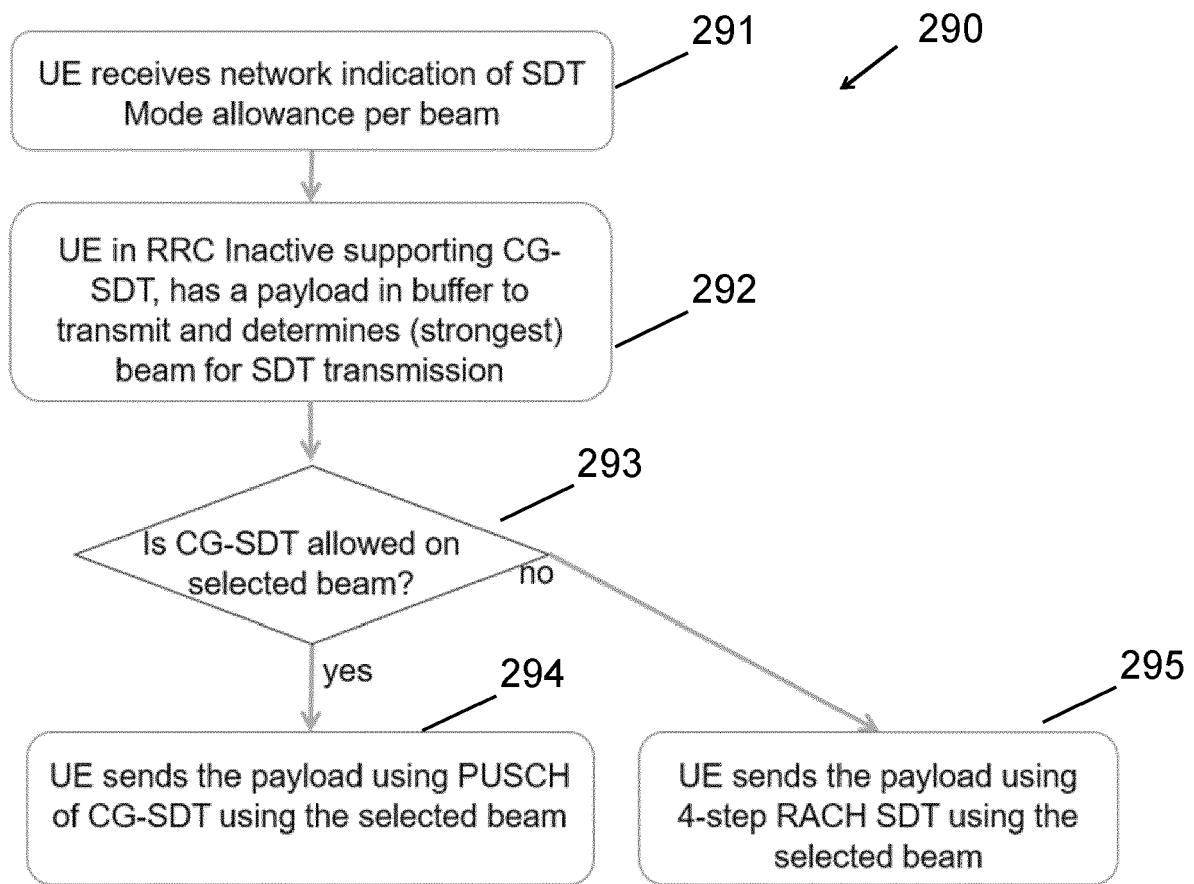 291
290
UE receives network indication of SDT
Mode allowance per beam
UE in RRC Inactive supporting CG-
SDT, has a payload in buffer to
transmit and determines (strongest)
beam for SDT transmission
292
293
Is CG-SDT allowed on
selected beam?
no
yes
294
295
UE sends the payload using PUSCH
of CG-SDT using the selected beam
UE sends the payload using
4-step RACH SDT using the
selected beam